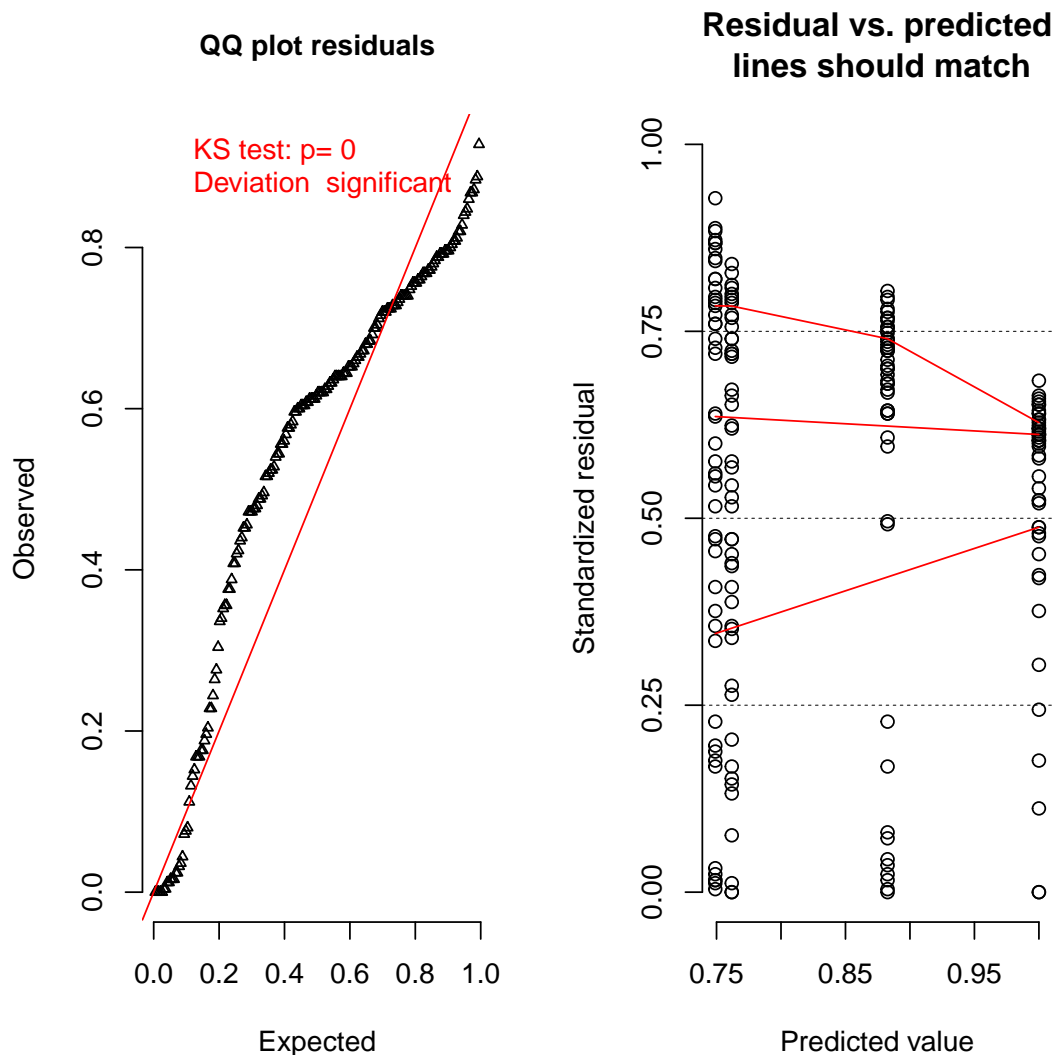 QQ plot residuals
KS test: p= 0
Deviation  significant
Observed
0.0
0.2
0.4
0.6
0.8
0.0 0.2 0.4 0.6 0.8 1.0
Expected
Residual vs. predicted
lines should match
Standardized residual
0.00
0.25
0.50
0.75
1.00
0.75 0.85 0.95
Predicted value